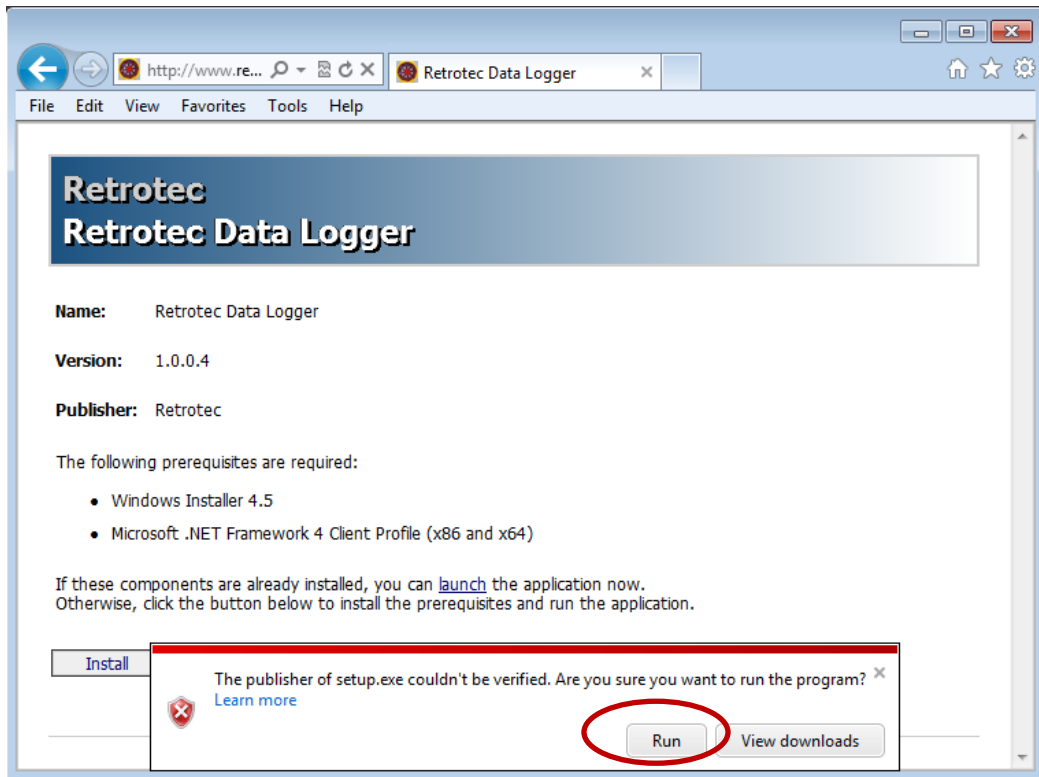 http://www.re...
Retrotec Data Logger
File Edit View Favorites Tools Help
Retrotec
Retrotec Data Logger
Name: Retrotec Data Logger
Version: 1.0.0.4
Publisher: Retrotec
The following prerequisites are required:
• Windows Installer 4.5
• Microsoft .NET Framework 4 Client Profile (x86 and x64)
If these components are already installed, you can launch the application now.
Otherwise, click the button below to install the prerequisites and run the application.
Install
The publisher of setup.exe couldn't be verified. Are you sure you want to run the program?
Learn more
Run View downloads